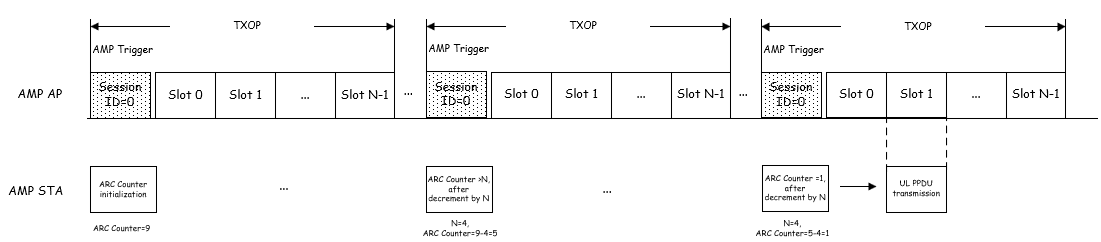 TXOP TXOP TXOP
AMP Trigger AMP Trigger AMP Trigger
AMP AP
Session
ID=0
Slot 0 Slot 1 ... Slot N-1 ...
Session
ID=0
Slot 0 Slot 1 ... Slot N-1 ...
Session
ID=0
Slot 0 Slot 1 ... Slot N-1
AMP STA
ARC Counter
initialization
ARC Counter=9
...
ARC Counter >N,
after
decrement by N
N=4,
ARC Counter=9-4=5
...
ARC Counter =1,
after
decrement by N
N=4,
ARC Counter=5-4=1
UL PPDU
transmission